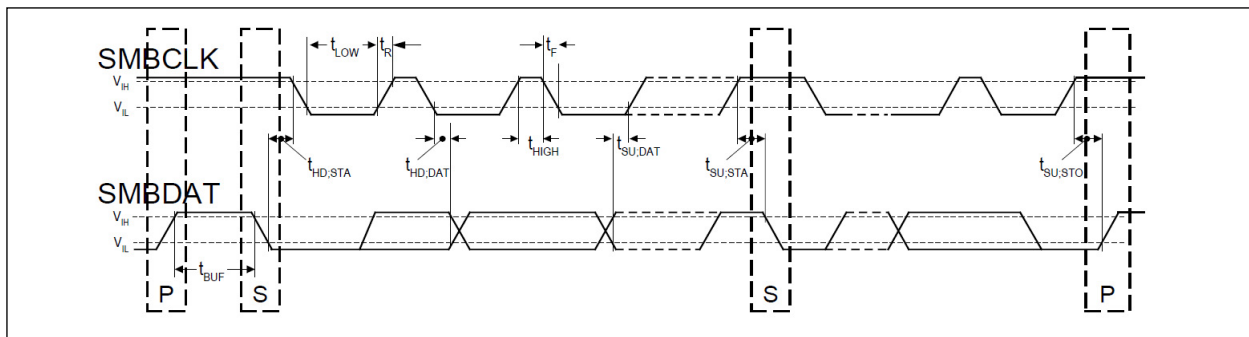 SMBCLK
tLOW
tR
tF
VIH
VIL
tHD;STA
tHD;DAT
tHIGH
tSU;DAT
tSU;STA
tSU;STO
SMBDAT
VIH
VIL
tBUF
P
S
S
P